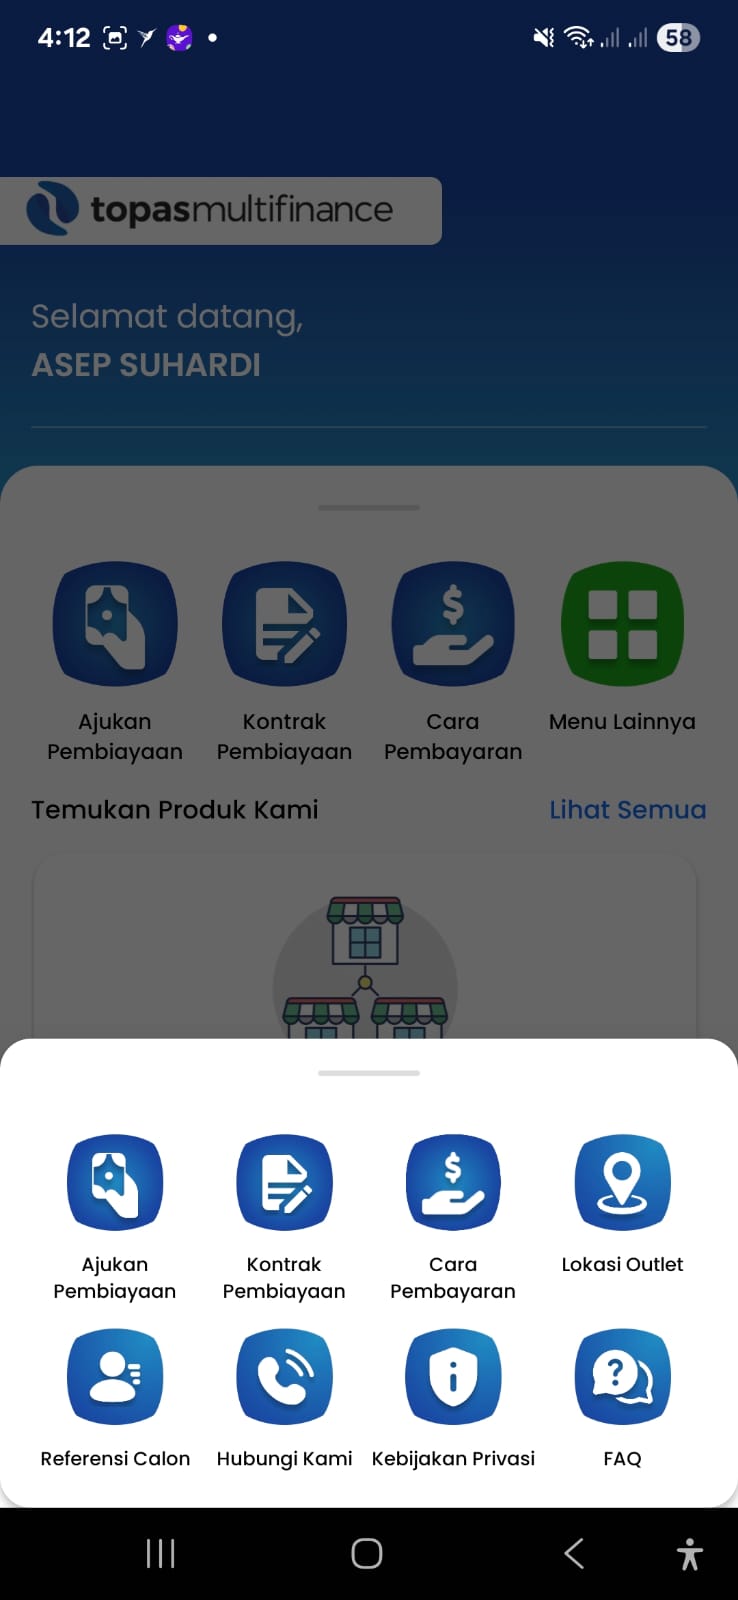 4:12
58
topasmultifinance
Selamat datang,
ASEP SUHARDI
Ajukan
Pembiayaan
Kontrak
Pembiayaan
Cara
Pembayaran
Menu Lainnya
Temukan Produk Kami
Lihat Semua
Ajukan
Pembiayaan
Kontrak
Pembiayaan
Cara
Pembayaran
Lokasi Outlet
Referensi Calon
Hubungi Kami
Kebijakan Privasi
FAQ